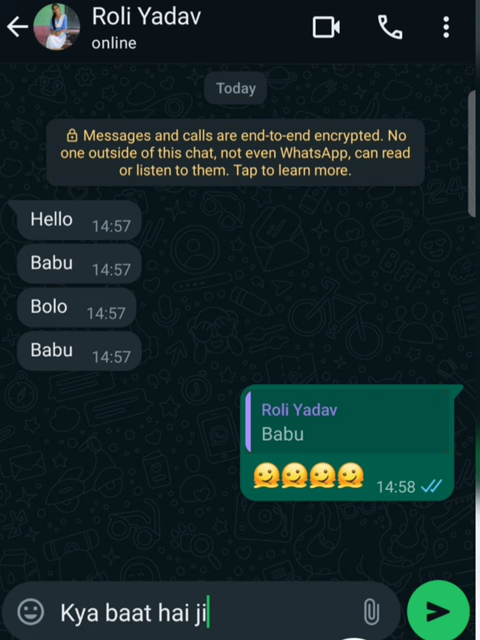 Roli Yadav
online
Today
Messages and calls are end-to-end encrypted. No
one outside of this chat, not even WhatsApp, can read
or listen to them. Tap to learn more.
Hello 14:57
Babu 14:57
Bolo 14:57
Babu 14:57
Roli Yadav
Babu
🫠🫠🫠🫠 14:58
Kya baat hai ji